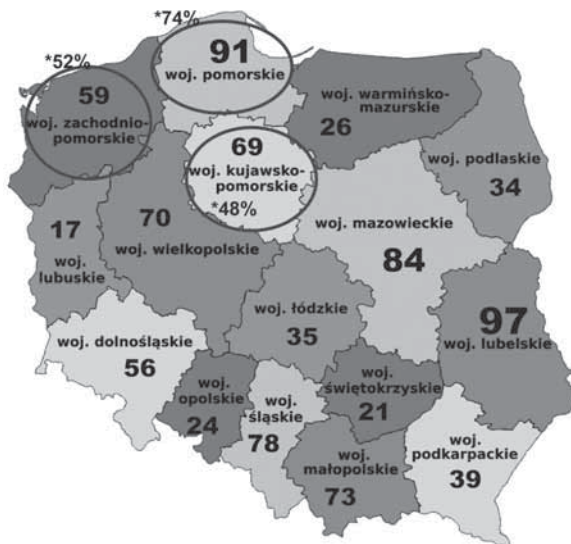 *74%
91
woj. pomorskie
*52%
59
woj. zachodnio-
pomorskie
woj. warmińsko-
mazurskie
26
69
woj. kujawsko-
pomorskie
*48%
woj. podlaskie
34
17
woj.
lubuskie
70
woj. wielkopolskie
woj. mazowieckie
84
woj. łódzkie
35
97
woj. lubelskie
woj. dolnośląskie
56
woj.
opolskie
24
woj.
śląskie
78
woj.
świętokrzyskie
21
woj.
małopolskie
73
woj.
podkarpackie
39